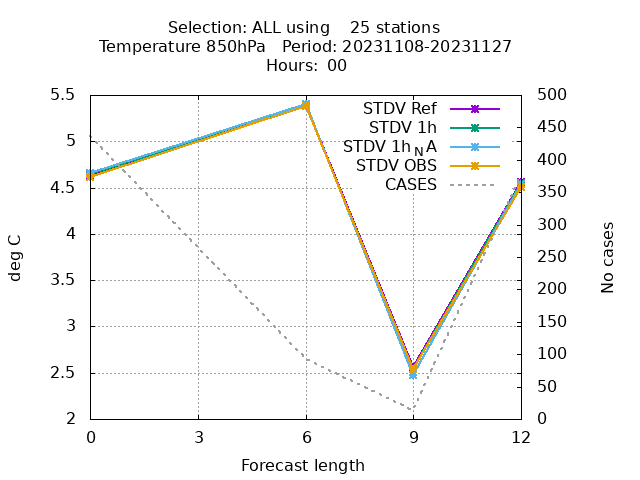 Selection: ALL using 25 stations
Temperature 850hPa Period: 20231108-20231127
Hours: 00
5.5
5
4.5
4
3.5
3
2.5
2
500
450
400
350
300
250
200
150
100
50
0
STDV Ref
STDV 1h
STDV 1h_NA
STDV OBS
CASES
deg C
No cases
0 3 6 9 12
Forecast length